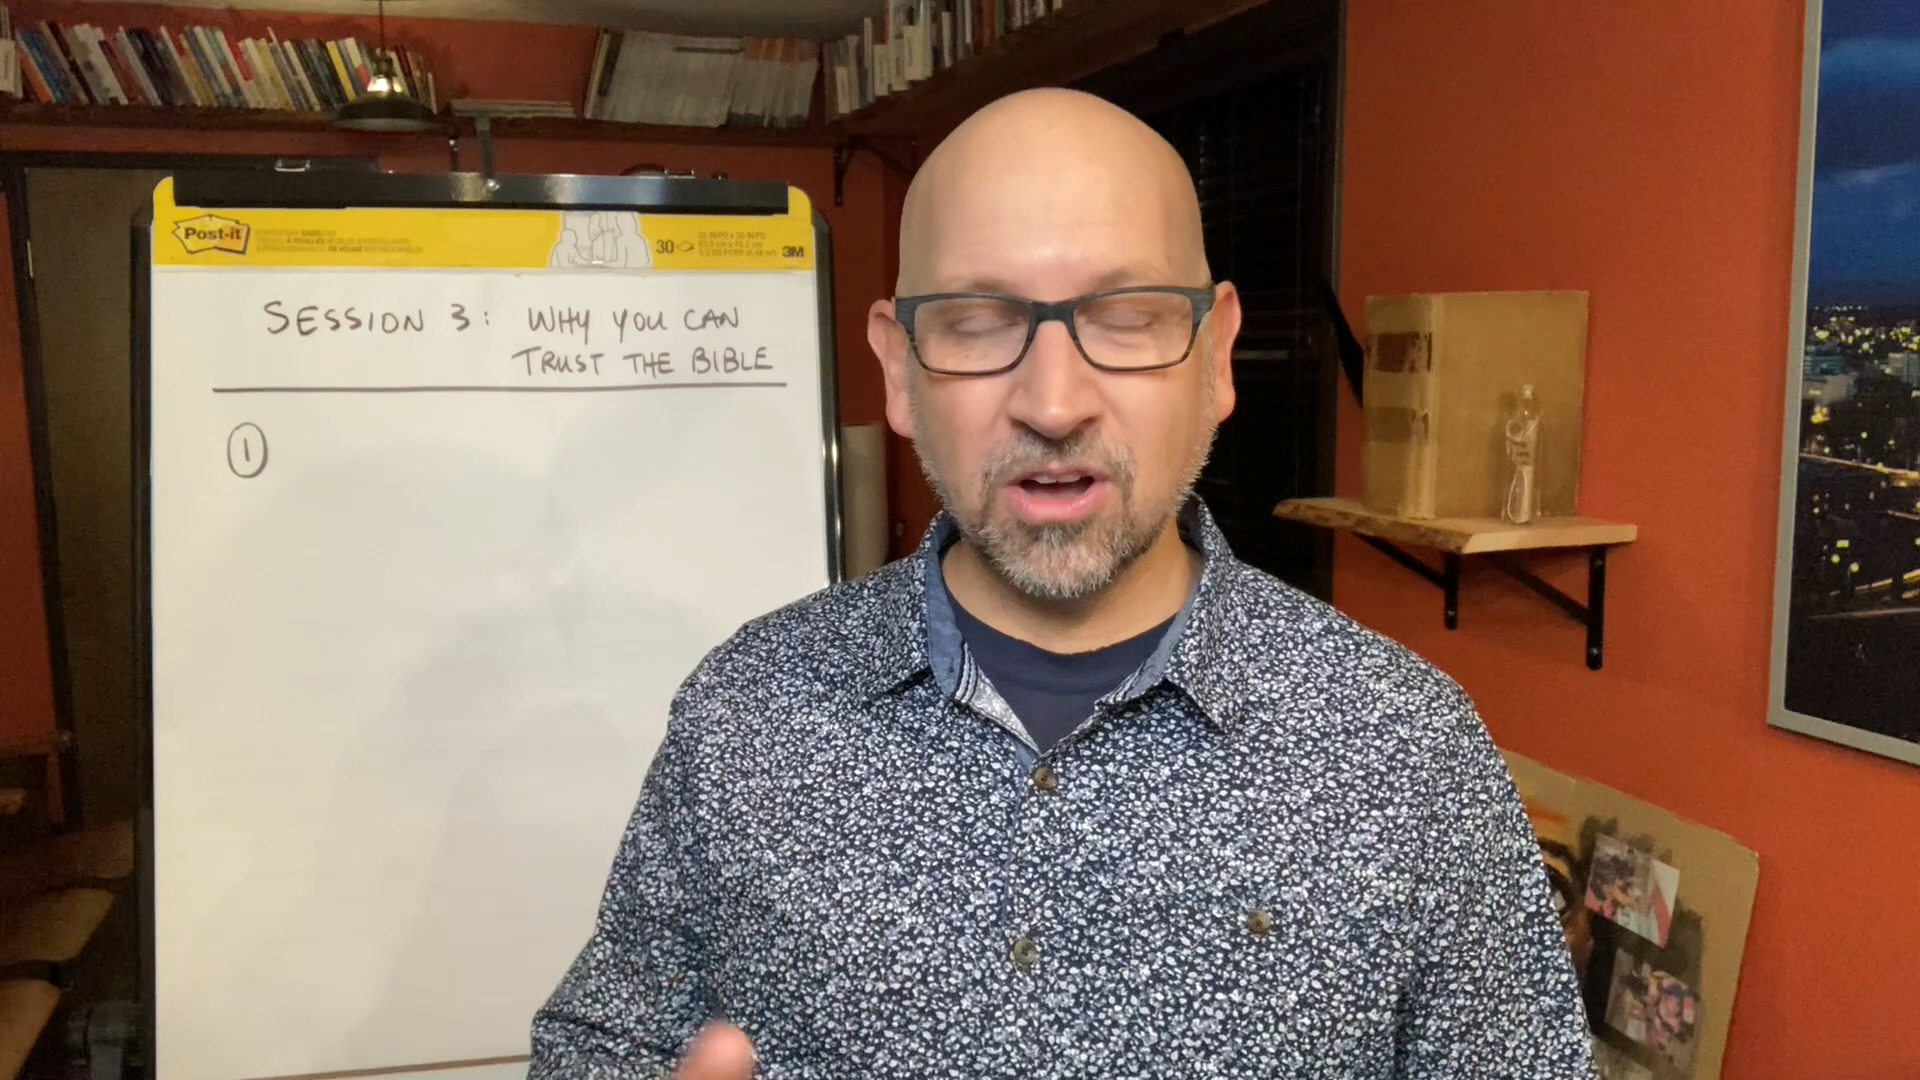 Post-it
30
3M
SESSION 3: WHY YOU CAN
TRUST THE BIBLE
1